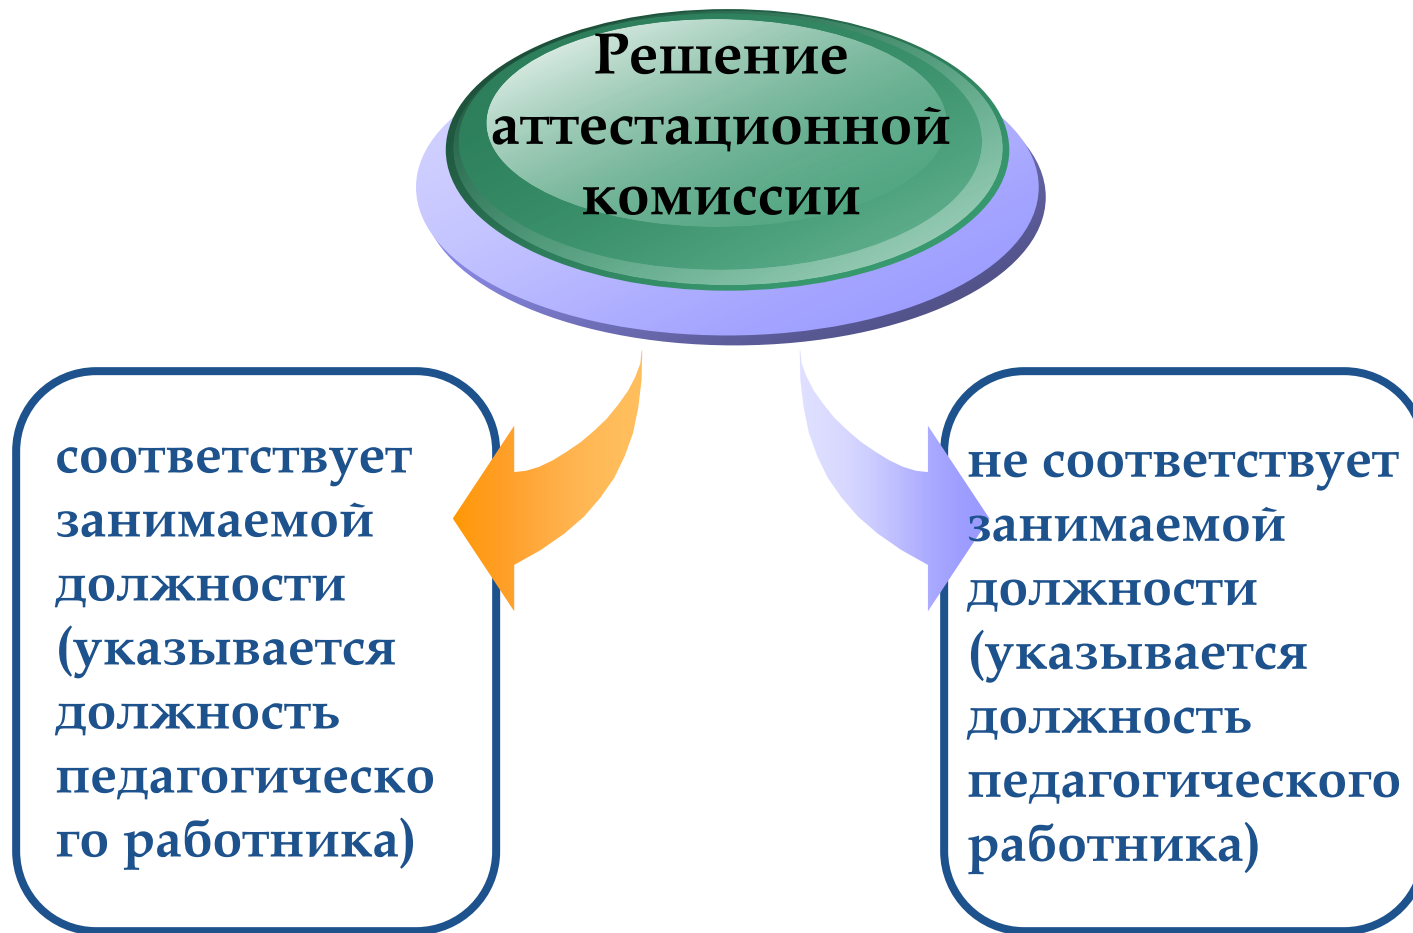 Решение
аттестационной
комиссии
соответствует
занимаемой
должности
(указывается
должность
педагогическо
го работника)
не соответствует
занимаемой
должности
(указывается
должность
педагогического
работника)